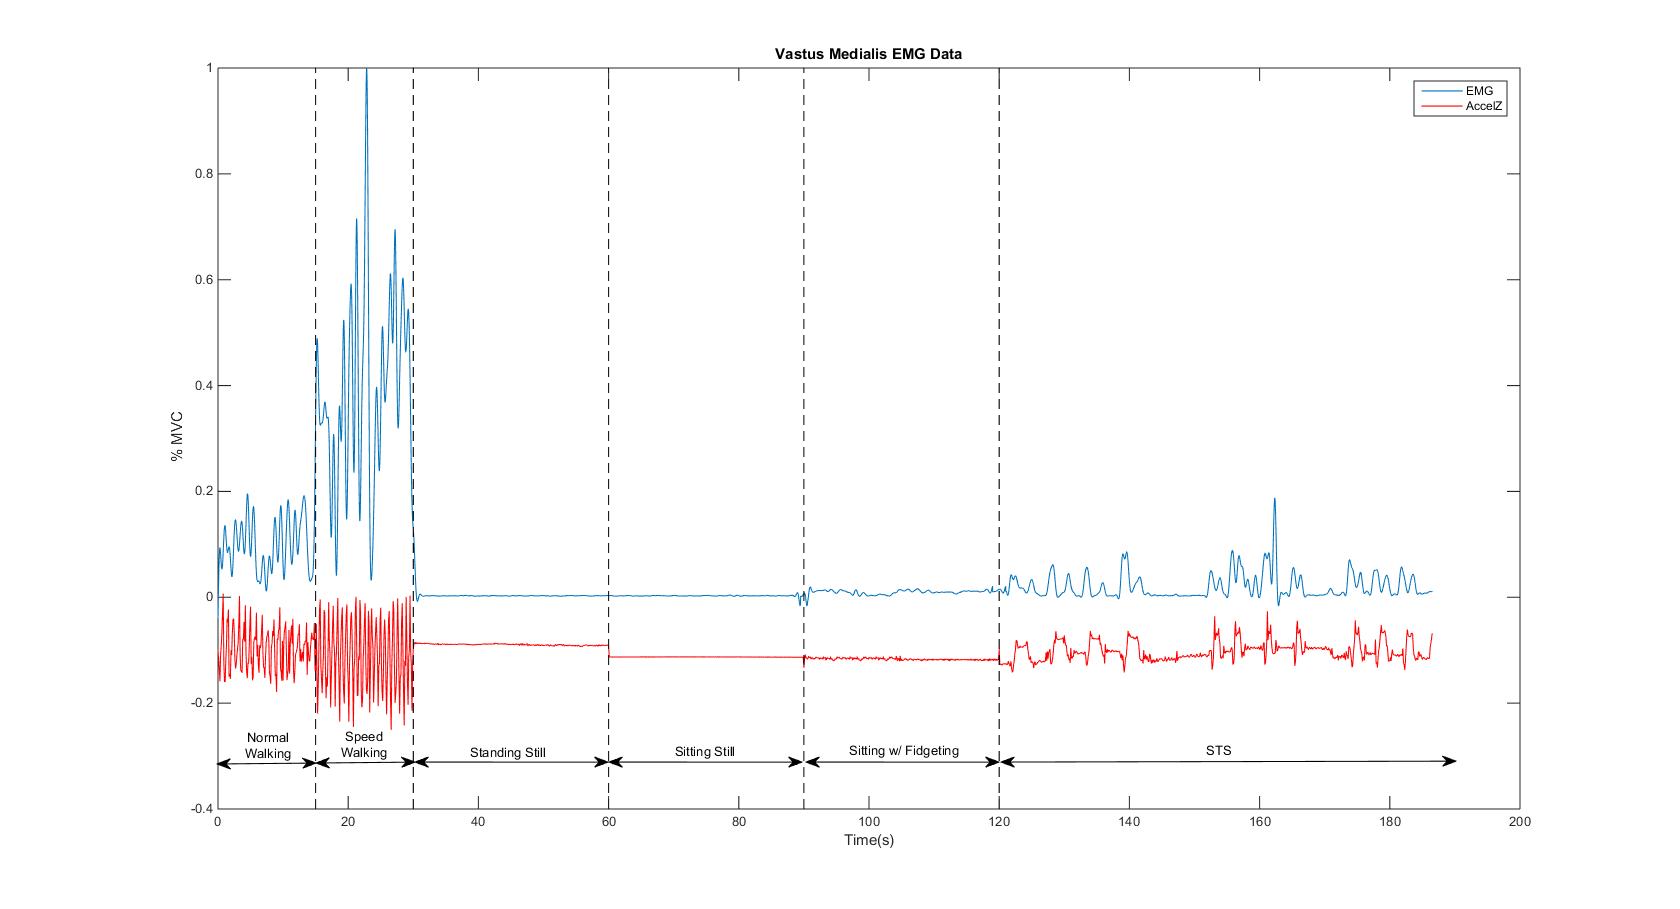 Vastus Medialis EMG Data
EMG
AccelZ
1
0.8
0.6
0.4
0.2
0
-0.2
-0.4
% MVC
Normal
Walking
Speed
Walking
Standing Still
Sitting Still
Sitting w/ Fidgeting
STS
0 20 40 60 80 100 120 140 160 180 200
Time(s)